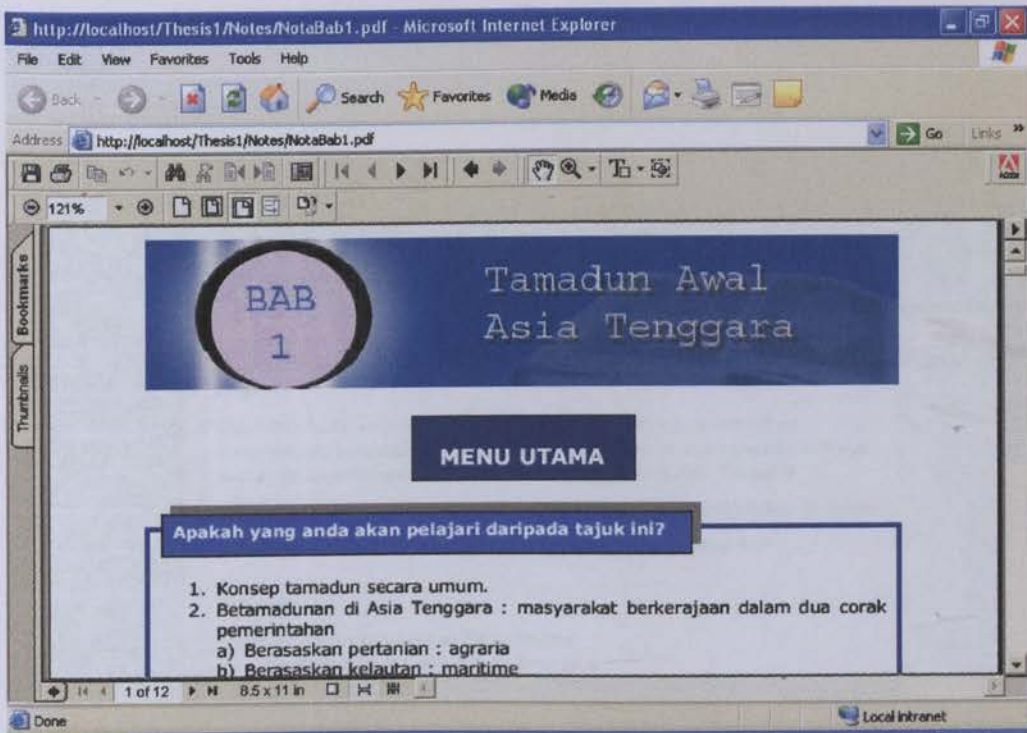 http://localhost/Thesis1/Notes/NotaBab1.pdf - Microsoft Internet Explorer
File Edit View Favorites Tools Help
Back Search Favorites Media
Address http://localhost/Thesis1/Notes/NotaBab1.pdf Go Links »
Adobe
121%
Bookmarks
Thumbnails
BAB
1
Tamadun Awal
Asia Tenggara
MENU UTAMA
Apakah yang anda akan pelajari daripada tajuk ini?
1. Konsep tamadun secara umum.
2. Betamadunan di Asia Tenggara : masyarakat berkerajaan dalam dua corak
pemerintahan
a) Berasaskan pertanian : agraria
b) Berasaskan kelautan : maritime
1 of 12 8.5 x 11 in
Done Local intranet